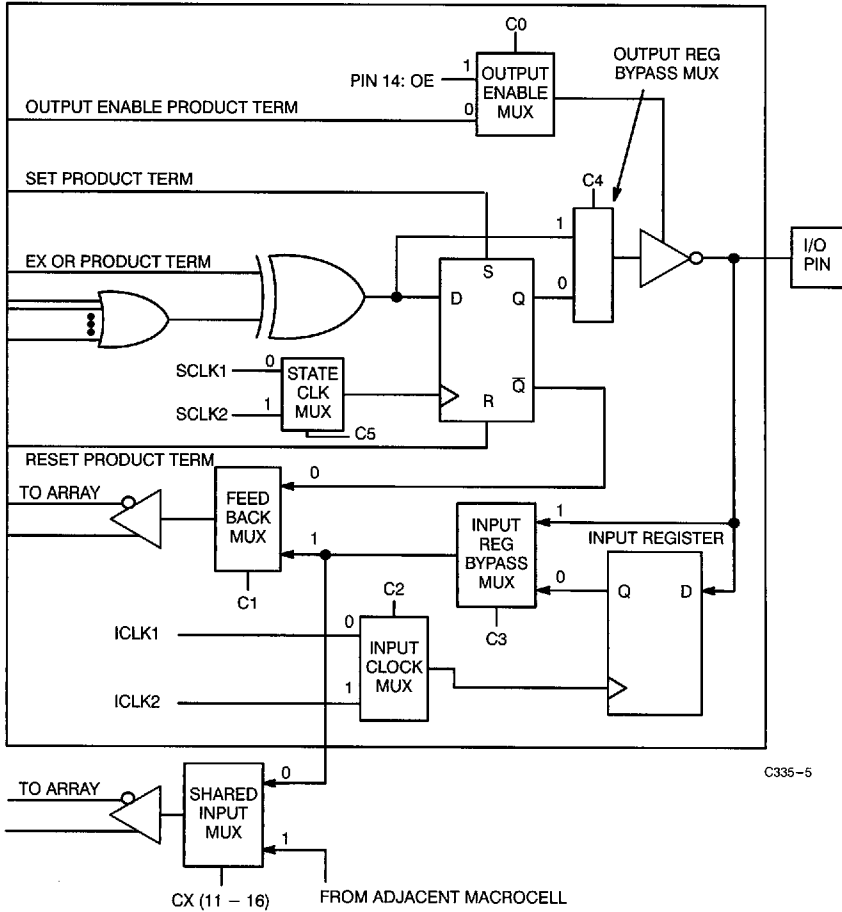 C0
OUTPUT REG
BYPASS MUX
1
PIN 14: OE
OUTPUT
ENABLE
MUX
0
OUTPUT ENABLE PRODUCT TERM
SET PRODUCT TERM
C4
1
I/O
PIN
EX OR PRODUCT TERM
S
D
Q
0
SCLK1
0
STATE
CLK
MUX
Q
SCLK2
1
R
C5
RESET PRODUCT TERM
0
TO ARRAY
FEED
BACK
MUX
1
INPUT
REG
BYPASS
MUX
1
INPUT REGISTER
0
Q
D
C1
C2
C3
ICLK1
0
INPUT
CLOCK
MUX
ICLK2
1
C335-5
TO ARRAY
0
SHARED
INPUT
MUX
1
CX (11 – 16)
FROM ADJACENT MACROCELL